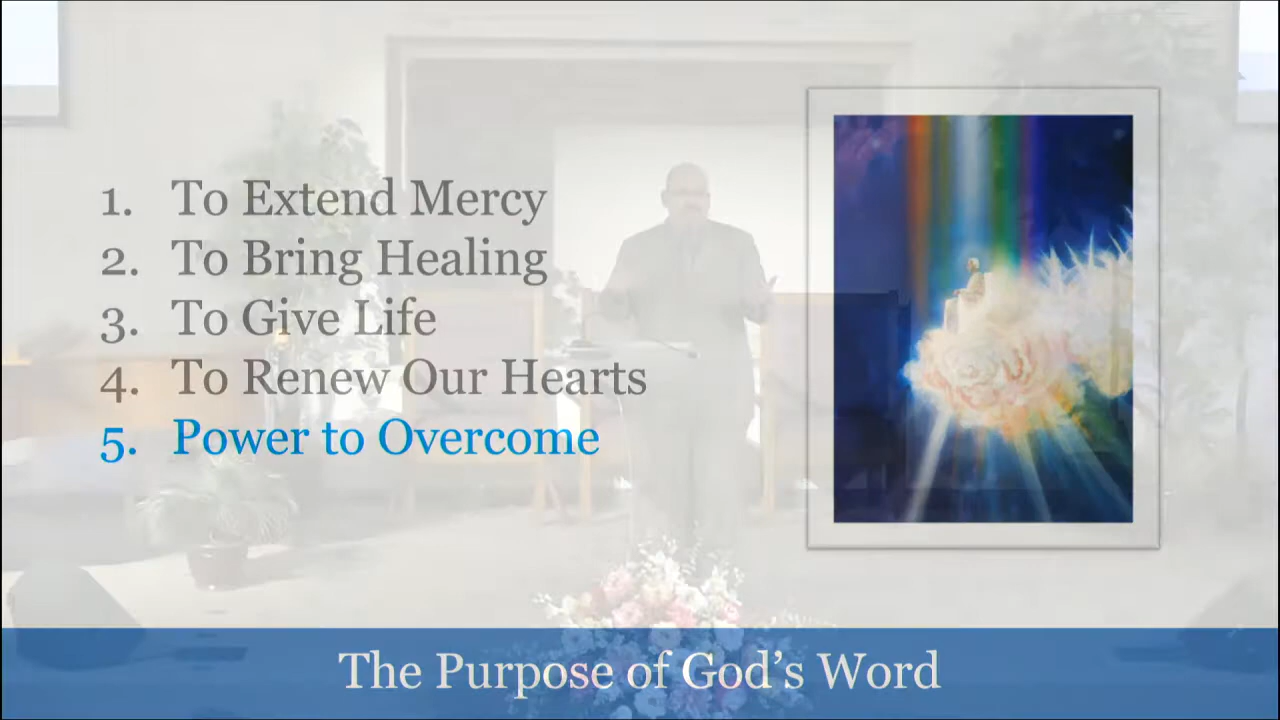 1. To Extend Mercy
2. To Bring Healing
3. To Give Life
4. To Renew Our Hearts
5. Power to Overcome
The Purpose of God’s Word